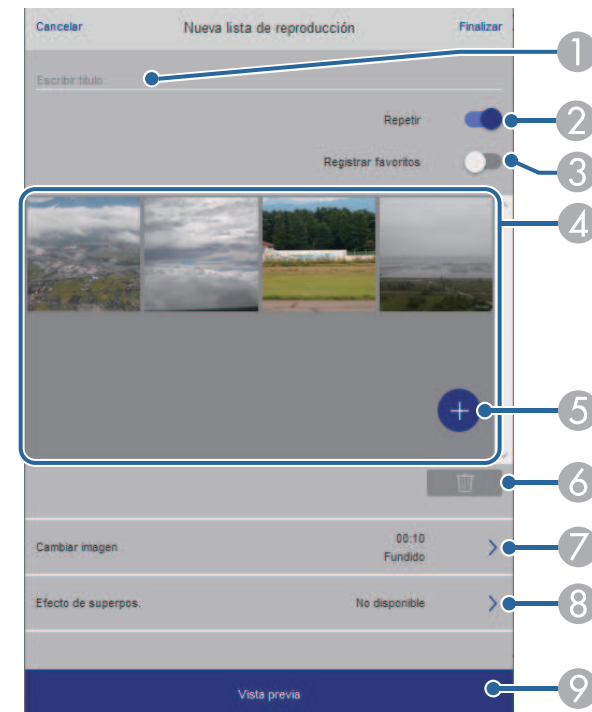 Cancelar Nueva lista de reproducción Finalizar
1
Escribir título
Repetir
2
Registrar favoritos
3
4
5
6
Cambiar imagen
00:10
Fundido
7
Efecto de superpos. No disponible
8
Vista previa
9